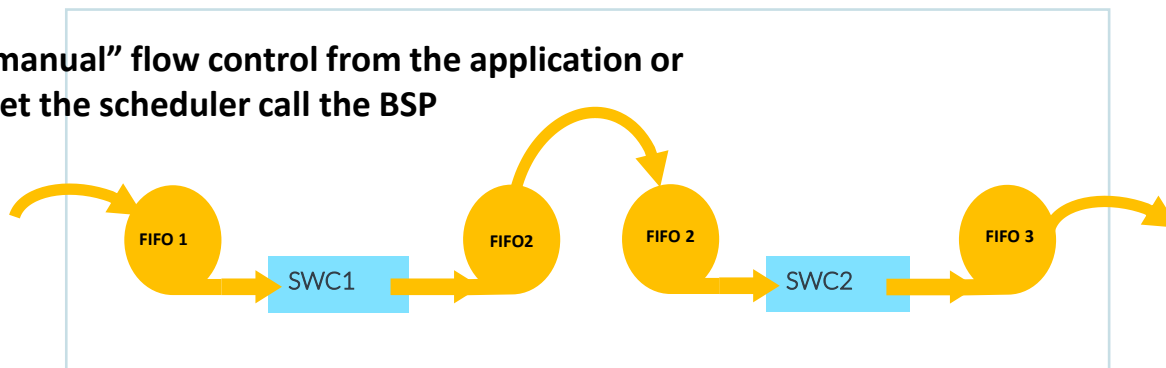 manual” flow control from the application or
et the scheduler call the BSP
FIFO 1
FIFO2
FIFO 2
FIFO 3
SWC1
SWC2